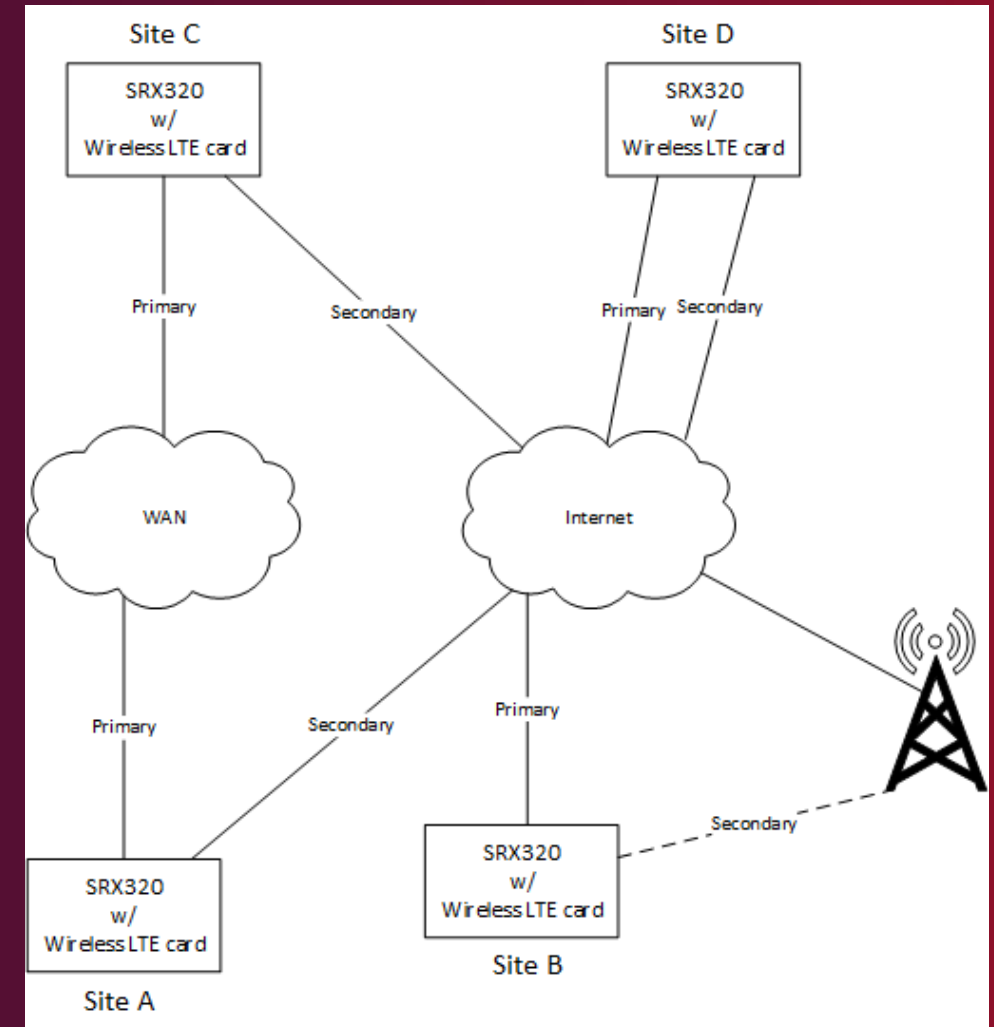 Site C
Site D
SRX320
w/
Wireless LTE card
SRX320
w/
Wireless LTE card
Primary
Secondary
Primary
Secondary
WAN
Internet
Primary
Secondary
Primary
Secondary
SRX320
w/
Wireless LTE card
SRX320
w/
Wireless LTE card
Site B
Site A